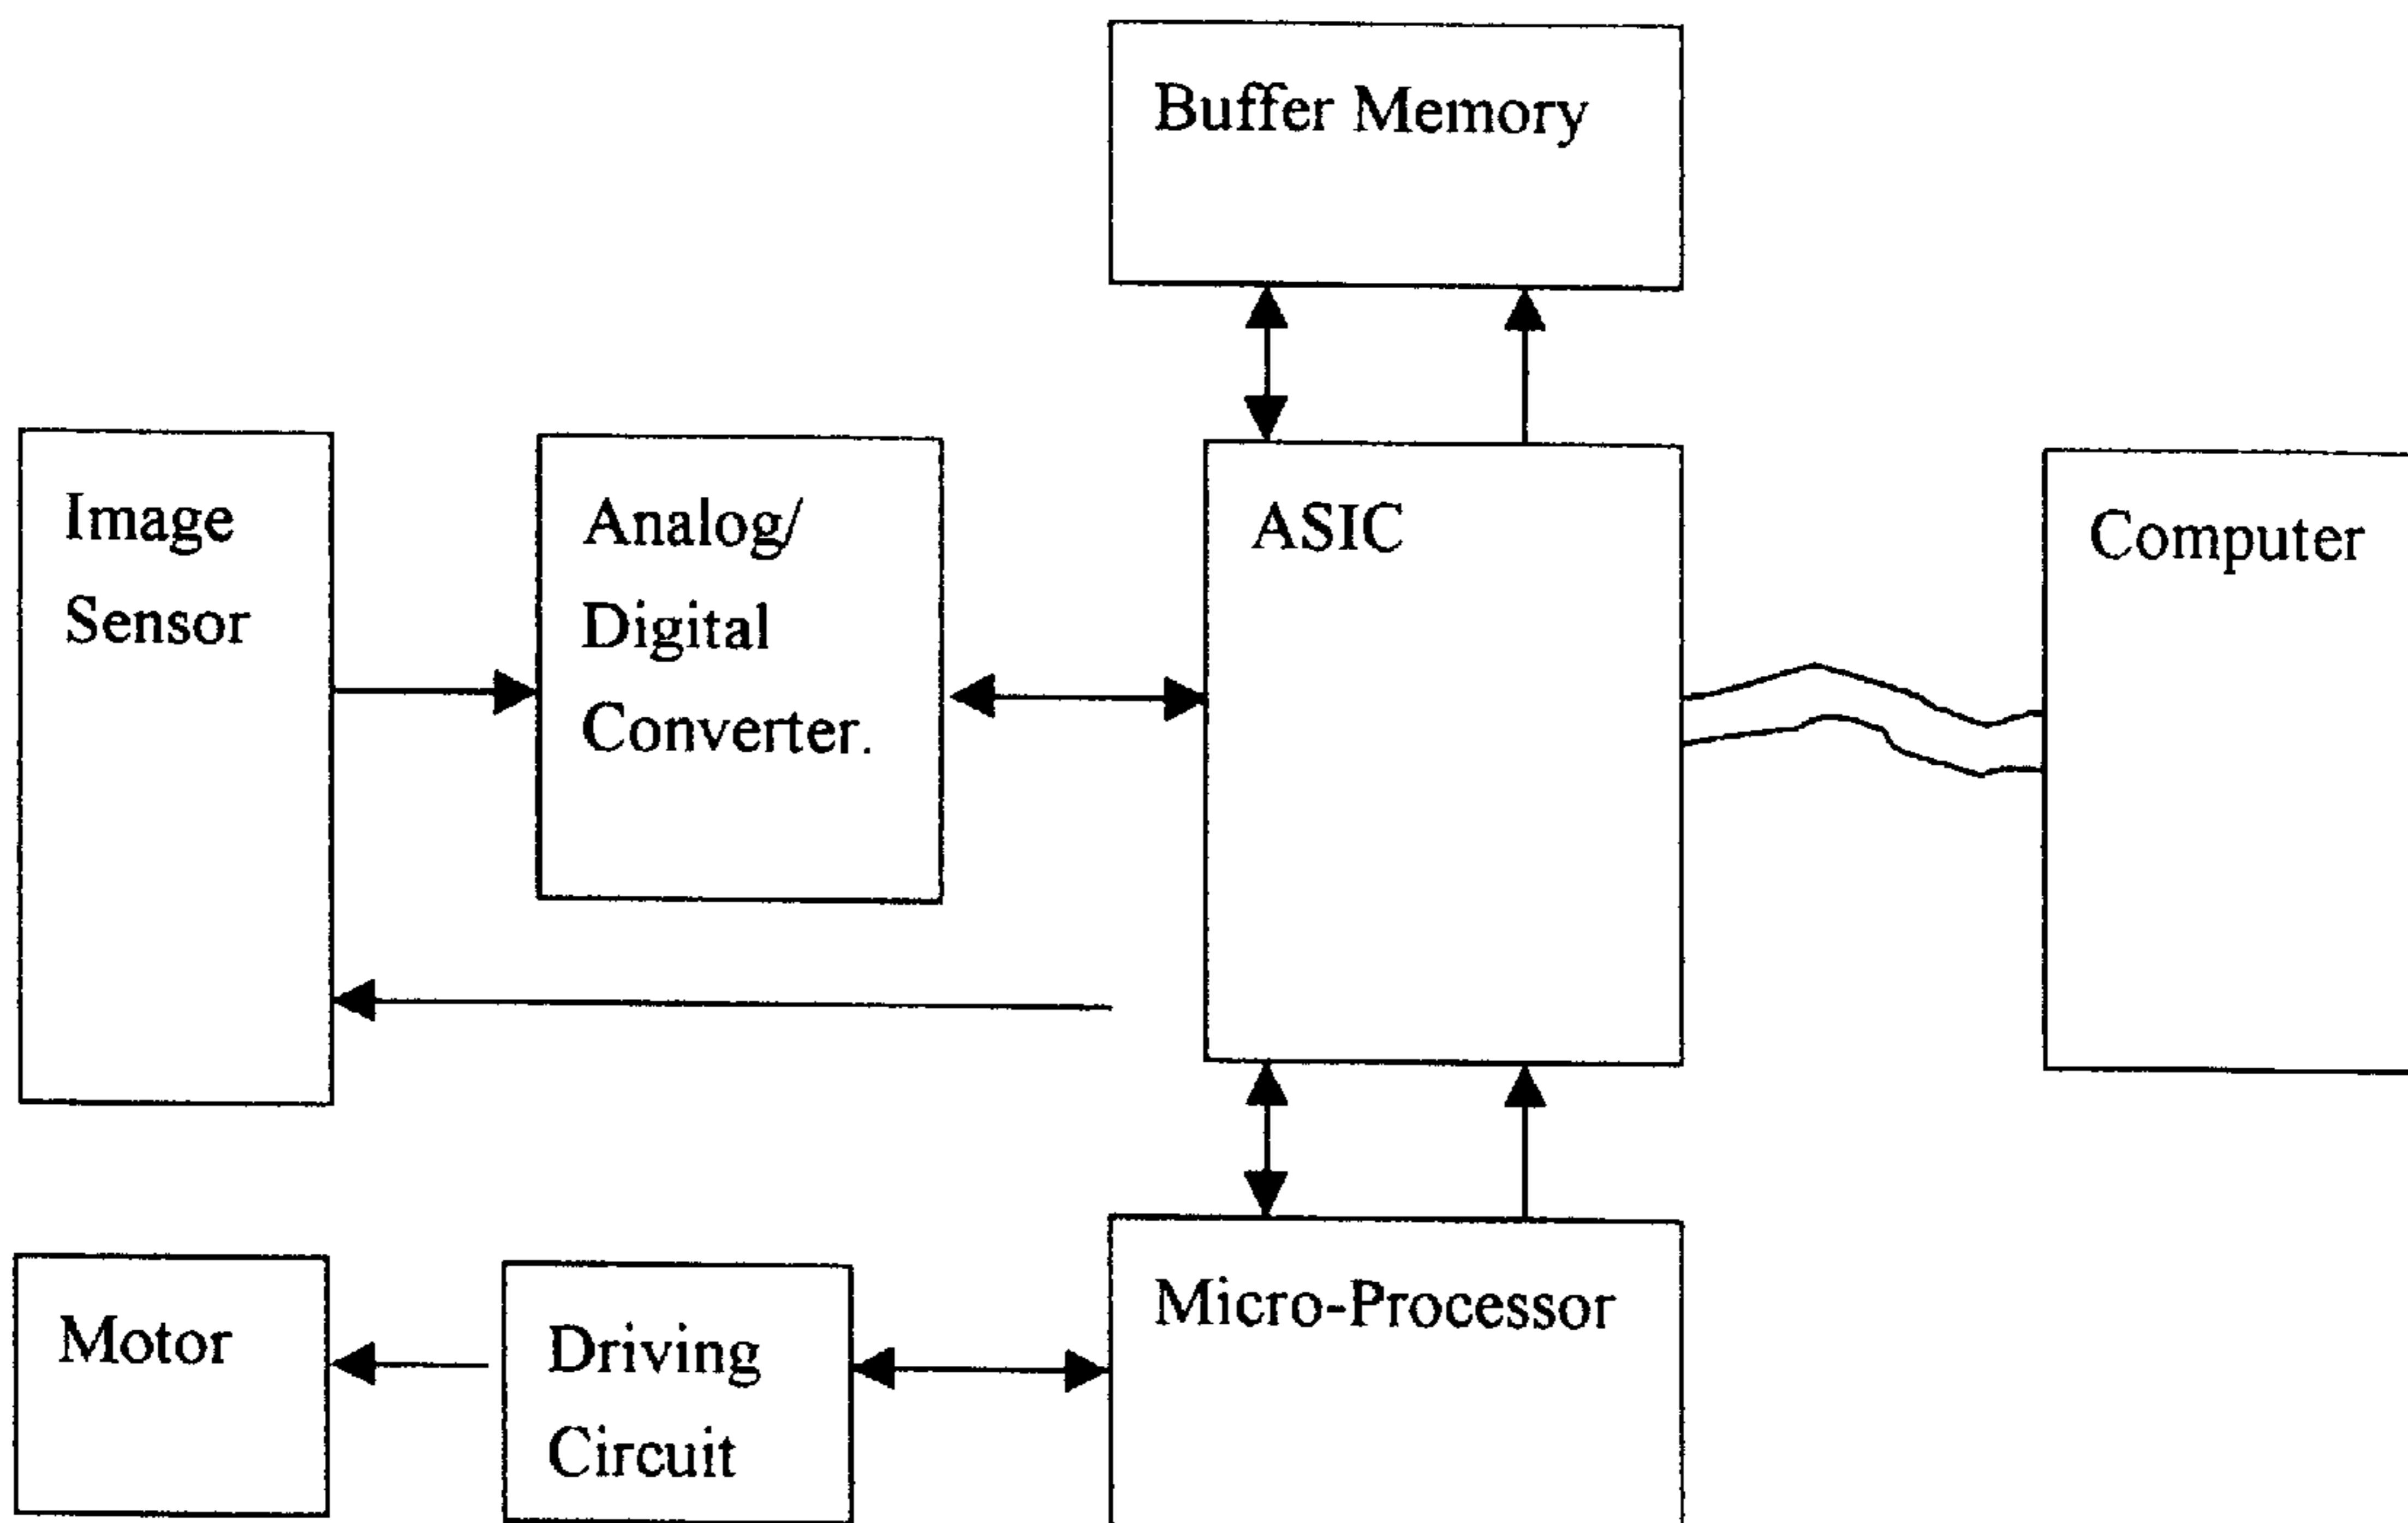 Buffer Memory
Image
Sensor
Analog/
Digital
Converter.
ASIC
Computer
Motor
Driving
Circuit
Micro-Processor